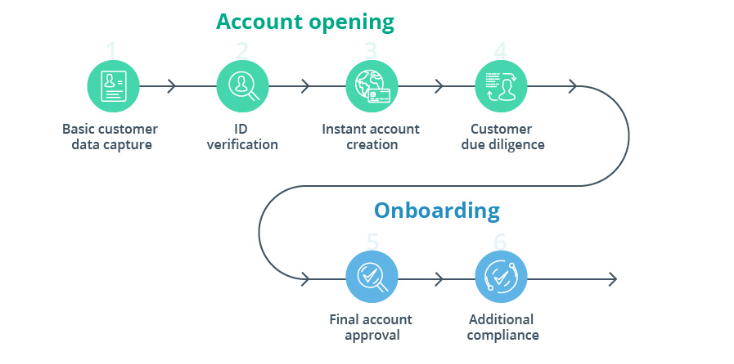 Account opening
1
2
3
4
Basic customer
data capture
ID
verification
Instant account
creation
Customer
due diligence
Onboarding
5
6
Final account
approval
Additional
compliance